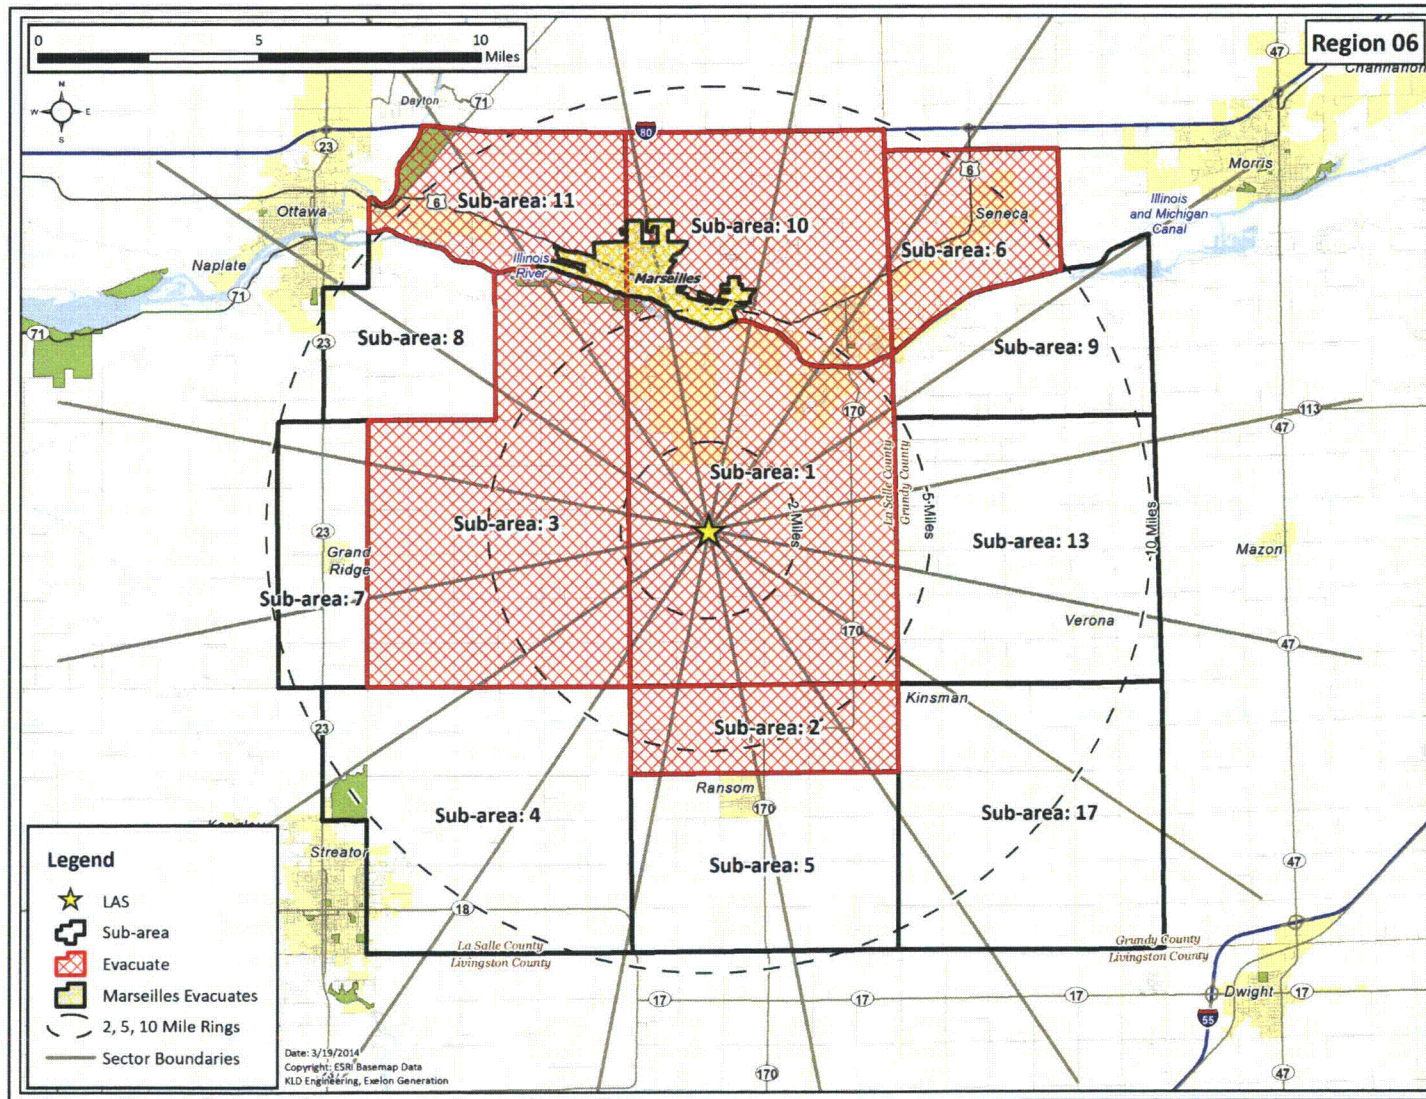 0 5 10
Miles
Region 06
47
Channahon
N
W E
S
Dayton
71
80
23
6
6
Morris
Sub-area: 11
Ottawa
Sub-area: 10
Seneca
Illinois
and Michigan
Canal
Sub-area: 6
Naplate
Illinois
River
Marseilles
71
71
23
Sub-area: 8
Sub-area: 9
170
113
47
La Salle County
Grundy County
Sub-area: 1
2 Miles
5 Miles
10 Miles
Sub-area: 3
Sub-area: 13
23
Grand
Ridge
Mazon
Sub-area: 7
170
Verona
47
Kinsman
23
Sub-area: 2
Ransom
170
Sub-area: 4
Sub-area: 17
Streator
Sub-area: 5
47
18
La Salle County
Livingston County
Grundy County
Livingston County
17
17
17
Dwight
17
55
170
47
Legend
LAS
Sub-area
Evacuate
Marseilles Evacuates
2, 5, 10 Mile Rings
Sector Boundaries
Date: 3/19/2014
Copyright: ESRI Basemap Data
KLD Engineering, Exelon Generation